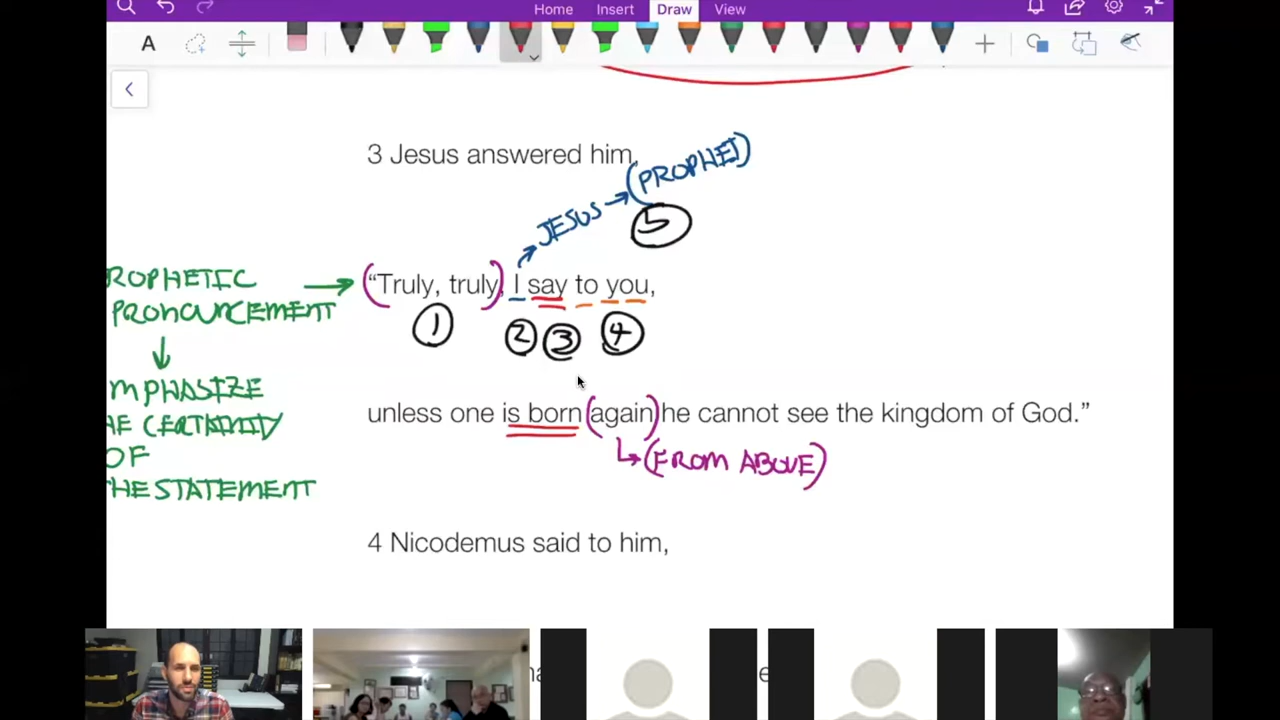 Home Insert Draw View
A
3 Jesus answered him,
(PROPHET)
JESUS
5
ROPHETIC
PRONOUNCEMENT
"Truly, truly, I say to you,
1 2 3 4
MPHASIZE
HE CERTAINTY
OF
THE STATEMENT
unless one is born (again) he cannot see the kingdom of God."
(FROM ABOVE)
4 Nicodemus said to him,